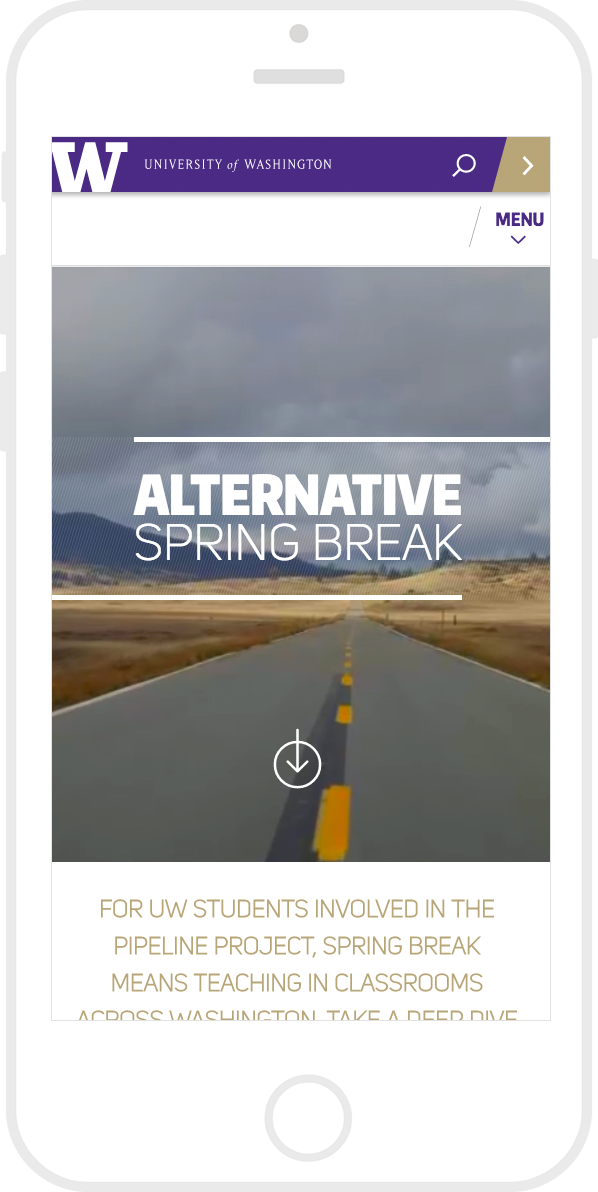 W
UNIVERSITY of WASHINGTON
MENU
ALTERNATIVE
SPRING BREAK
FOR UW STUDENTS INVOLVED IN THE
PIPELINE PROJECT, SPRING BREAK
MEANS TEACHING IN CLASSROOMS
ACROSS WASHINGTON. TAKE A DEEP DIVE